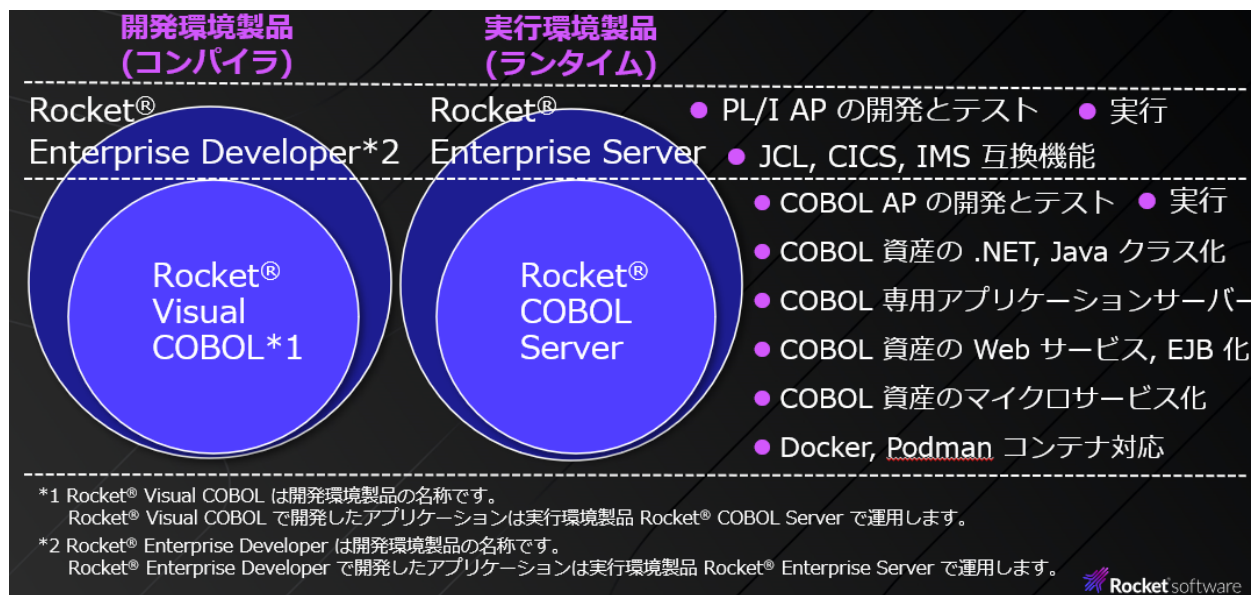 開発環境製品
(コンパイラ)
実行環境製品
(ランタイム)
Rocket®
Enterprise Developer*2
Rocket®
Enterprise Server
● PL/I AP の開発とテスト ● 実行
● JCL, CICS, IMS 互換機能
Rocket®
Visual
COBOL*1
Rocket®
COBOL
Server
● COBOL AP の開発とテスト ● 実行
● COBOL 資産の .NET, Java クラス化
● COBOL 専用アプリケーションサーバー
● COBOL 資産の Web サービス, EJB 化
● COBOL 資産のマイクロサービス化
● Docker, Podman コンテナ対応
*1 Rocket® Visual COBOL は開発環境製品の名称です。
Rocket® Visual COBOL で開発したアプリケーションは実行環境製品 Rocket® COBOL Server で運用します。
*2 Rocket® Enterprise Developer は開発環境製品の名称です。
Rocket® Enterprise Developer で開発したアプリケーションは実行環境製品 Rocket® Enterprise Server で運用します。
Rocket software